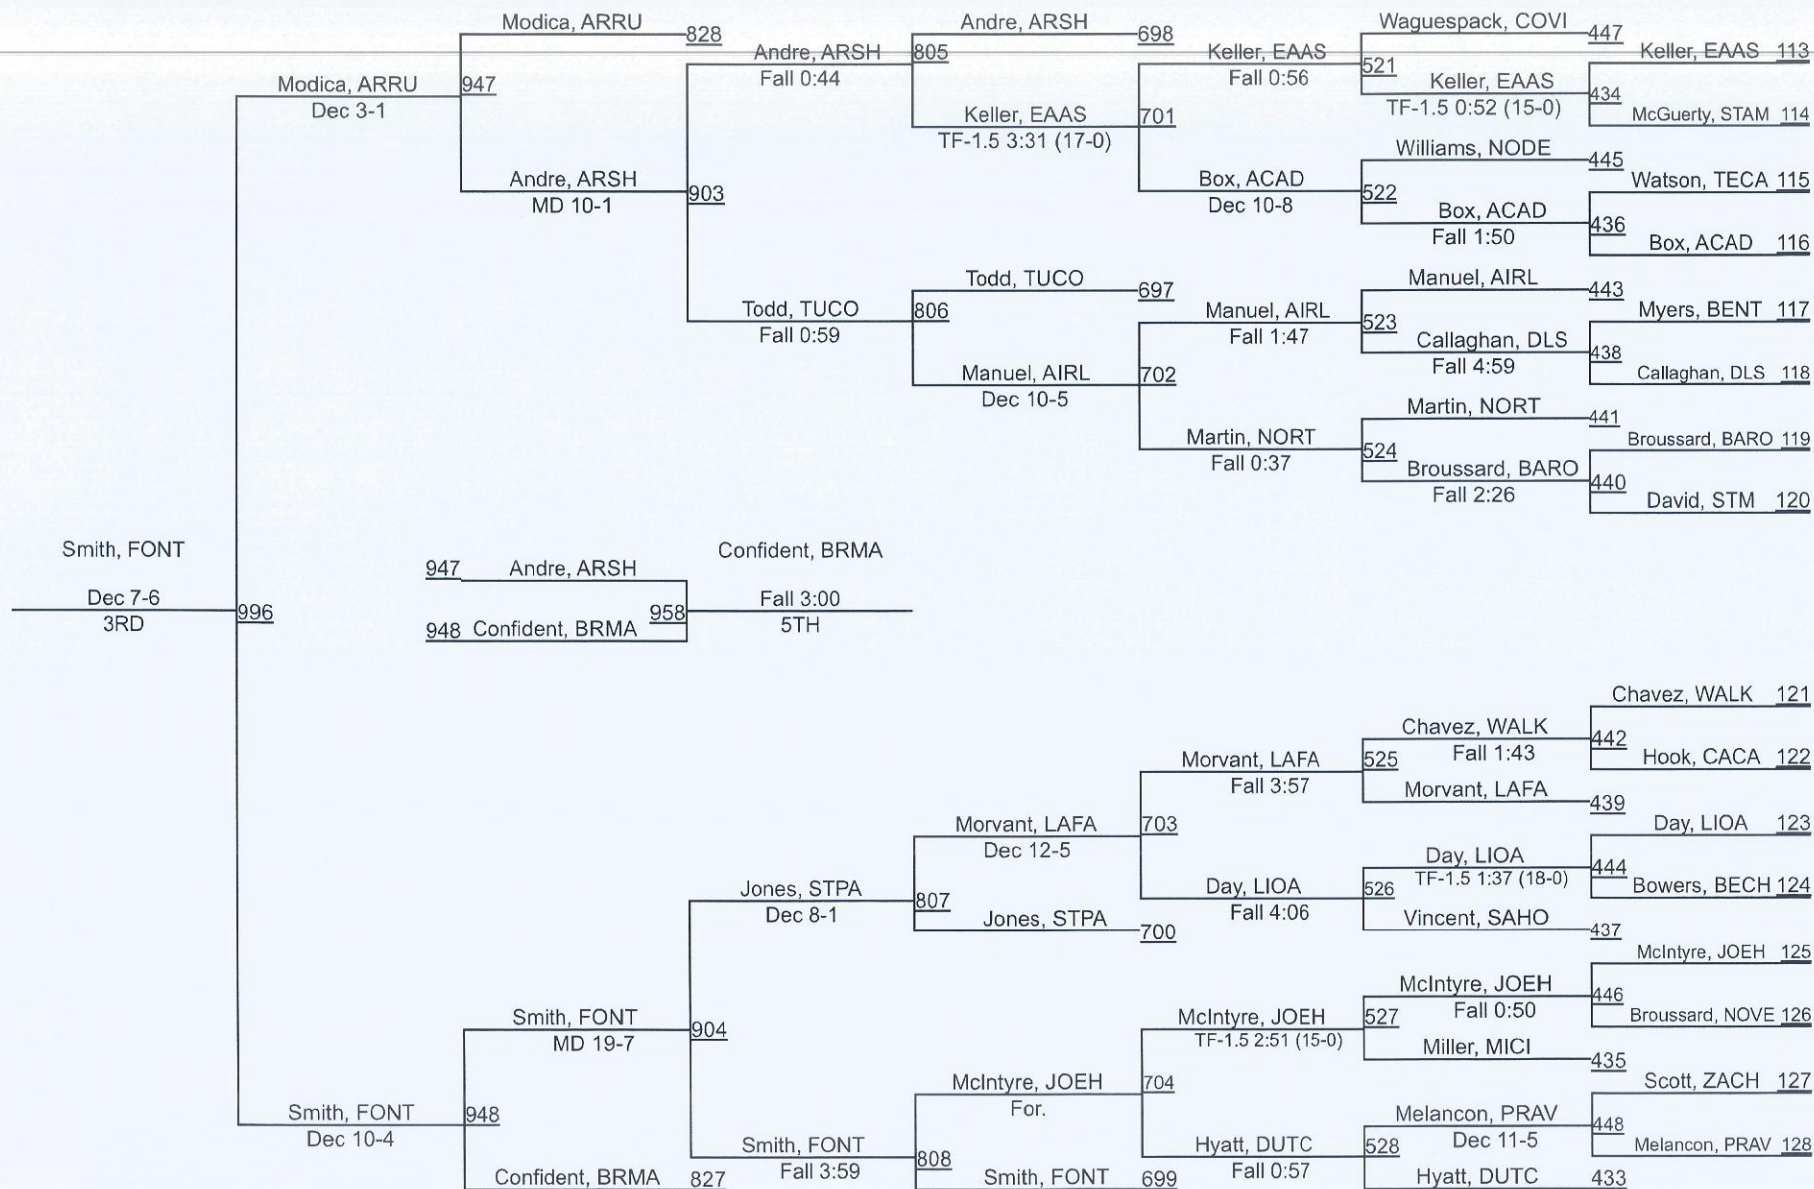 Modica, ARRU
828
Andre, ARSH
698
Waguespack, COVI
447
Andre, ARSH
805
Keller, EAAS
Keller, EAAS 113
Fall 0:44
Fall 0:56
521
Modica, ARRU
947
Keller, EAAS
434
Dec 3-1
Keller, EAAS
701
TF-1.5 0:52 (15-0)
McGuerty, STAM 114
TF-1.5 3:31 (17-0)
Williams, NODE
445
Andre, ARSH
903
Box, ACAD
522
Watson, TECA 115
MD 10-1
Dec 10-8
Box, ACAD
436
Fall 1:50
Box, ACAD 116
Todd, TUCO
697
Manuel, AIRL
443
Todd, TUCO
806
Manuel, AIRL
523
Myers, BENT 117
Fall 0:59
Fall 1:47
Callaghan, DLS
438
Manuel, AIRL
702
Fall 4:59
Callaghan, DLS 118
Dec 10-5
Martin, NORT
441
Martin, NORT
524
Broussard, BARO 119
Fall 0:37
Broussard, BARO
440
Fall 2:26
David, STM 120
Smith, FONT
Confident, BRMA
947 Andre, ARSH
Dec 7-6
996
958
Fall 3:00
3RD
948 Confident, BRMA
5TH
Chavez, WALK 121
Chavez, WALK
442
Morvant, LAFA
525
Fall 1:43
Hook, CACA 122
Fall 3:57
Morvant, LAFA
439
Morvant, LAFA
703
Day, LIOA 123
Dec 12-5
Day, LIOA
444
Jones, STPA
807
Day, LIOA
526
TF-1.5 1:37 (18-0)
Bowers, BECH 124
Dec 8-1
Fall 4:06
Jones, STPA
700
Vincent, SAHO
437
McIntyre, JOEH 125
McIntyre, JOEH
446
Smith, FONT
904
McIntyre, JOEH
527
Fall 0:50
Broussard, NOVE 126
MD 19-7
TF-1.5 2:51 (15-0)
Miller, MICI
435
McIntyre, JOEH
704
Scott, ZACH 127
For.
Smith, FONT
948
Melancon, PRAV
448
Dec 10-4
Smith, FONT
808
Hyatt, DUTC
528
Dec 11-5
Melancon, PRAV 128
Fall 3:59
Fall 0:57
Confident, BRMA
827
Smith, FONT
699
Hyatt, DUTC
433